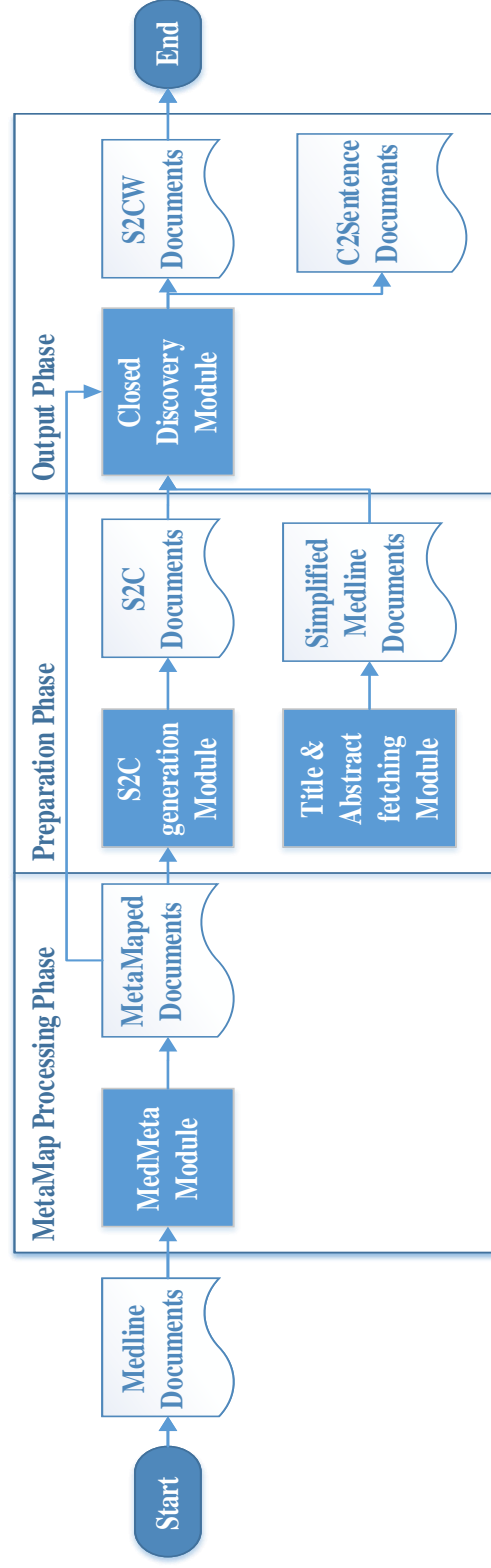 Start
Medline
Documents
MetaMap Processing Phase
MedMeta
Module
MetaMaped
Documents
Preparation Phase
S2C
generation
Module
S2C
Documents
Title &
Abstract
fetching
Module
Simplified
Medline
Documents
Output Phase
Closed
Discovery
Module
S2CW
Documents
C2Sentence
Documents
End